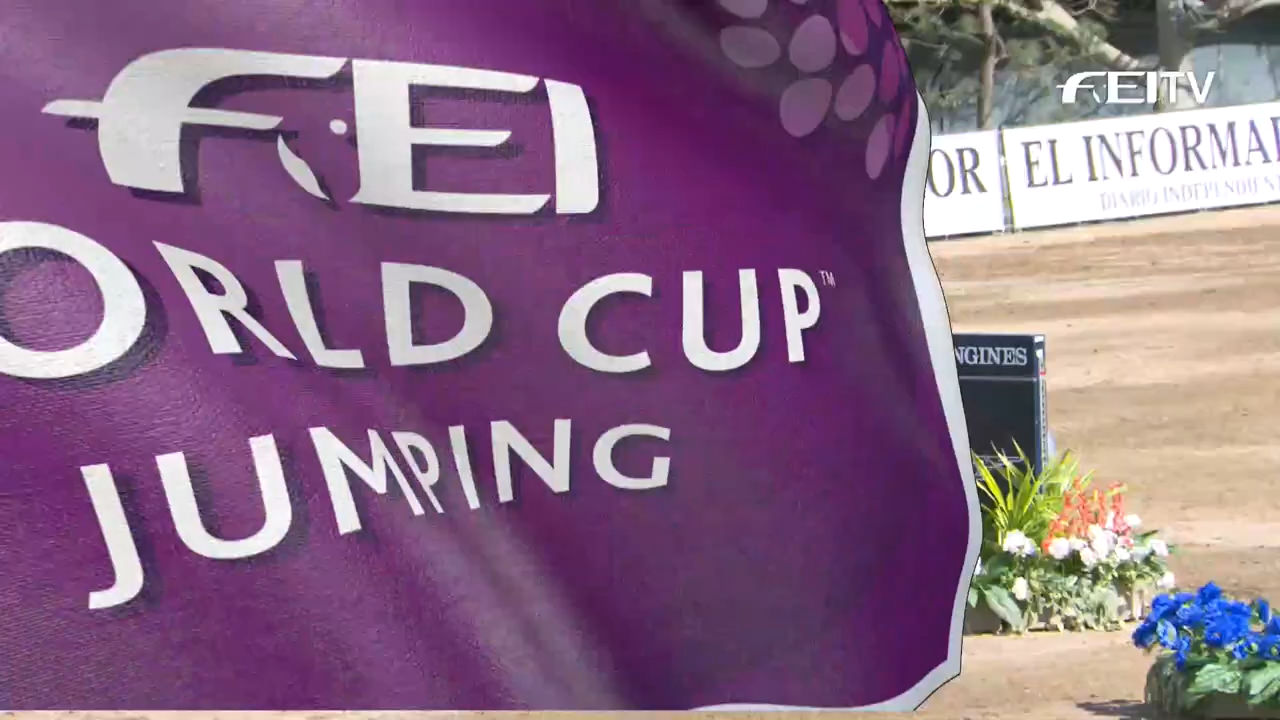 FEI
ORLD CUP™
JUMPING
FEITV
OR
EL INFORMA
DIARIO INDEPENDIENT
NGINES